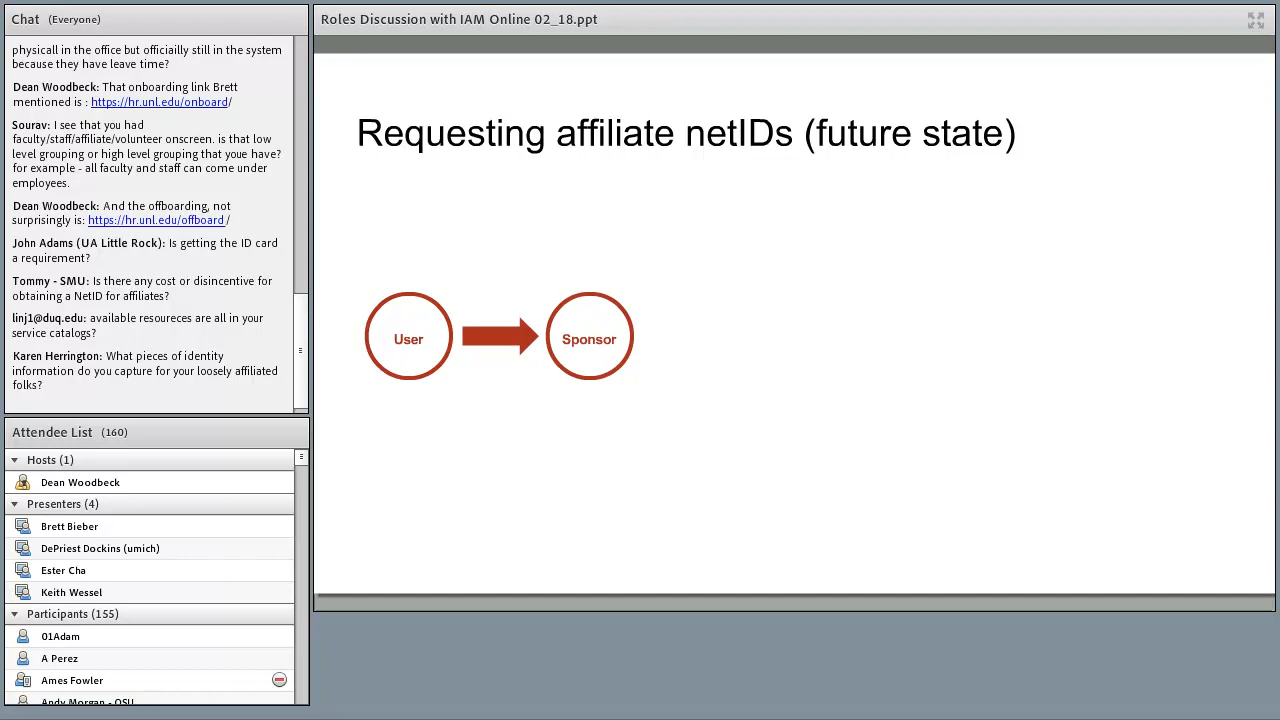 Chat (Everyone)
physicall in the office but officiailly still in the system
because they have leave time?
Dean Woodbeck: That onboarding link Brett
mentioned is : https://hr.unl.edu/onboard/
Sourav: I see that you had
faculty/staff/affiliate/volunteer onscreen. is that low
level grouping or high level grouping that youe have?
for example - all faculty and staff can come under
employees.
Dean Woodbeck: And the offboarding, not
surprisingly is: https://hr.unl.edu/offboard /
John Adams (UA Little Rock): Is getting the ID card
a requirement?
Tommy - SMU: Is there any cost or disincentive for
obtaining a NetID for affiliates?
linj1@duq.edu: available resoureces are all in your
service catalogs?
Karen Herrington: What pieces of identity
information do you capture for your loosely affiliated
folks?
Attendee List (160)
Hosts (1)
Dean Woodbeck
Presenters (4)
Brett Bieber
DePriest Dockins (umich)
Ester Cha
Keith Wessel
Participants (155)
01Adam
A Perez
Ames Fowler
Andy Morgan - OSU
Roles Discussion with IAM Online 02_18.ppt
Requesting affiliate netIDs (future state)
User
Sponsor